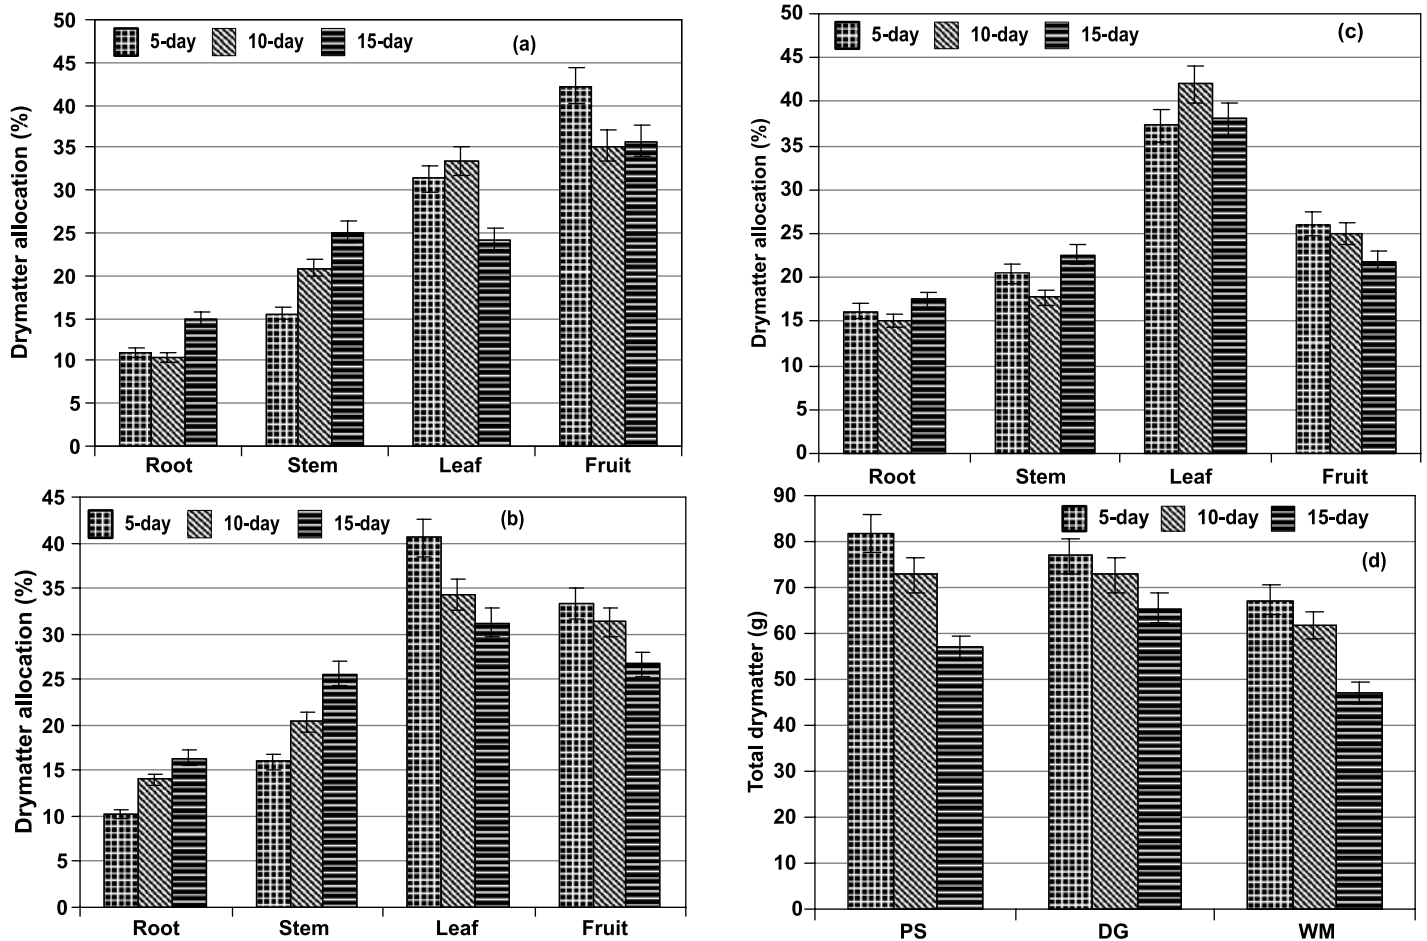 5-day 10-day 15-day
(a)
Drymatter allocation (%)
50
45
40
35
30
25
20
15
10
5
0
Root Stem Leaf Fruit
5-day 10-day 15-day
(c)
Drymatter allocation (%)
50
45
40
35
30
25
20
15
10
5
0
Root Stem Leaf Fruit
5-day 10-day 15-day
(b)
Drymatter allocation (%)
45
40
35
30
25
20
15
10
5
0
Root Stem Leaf Fruit
5-day 10-day 15-day
(d)
Total drymatter (g)
90
80
70
60
50
40
30
20
10
0
PS DG WM